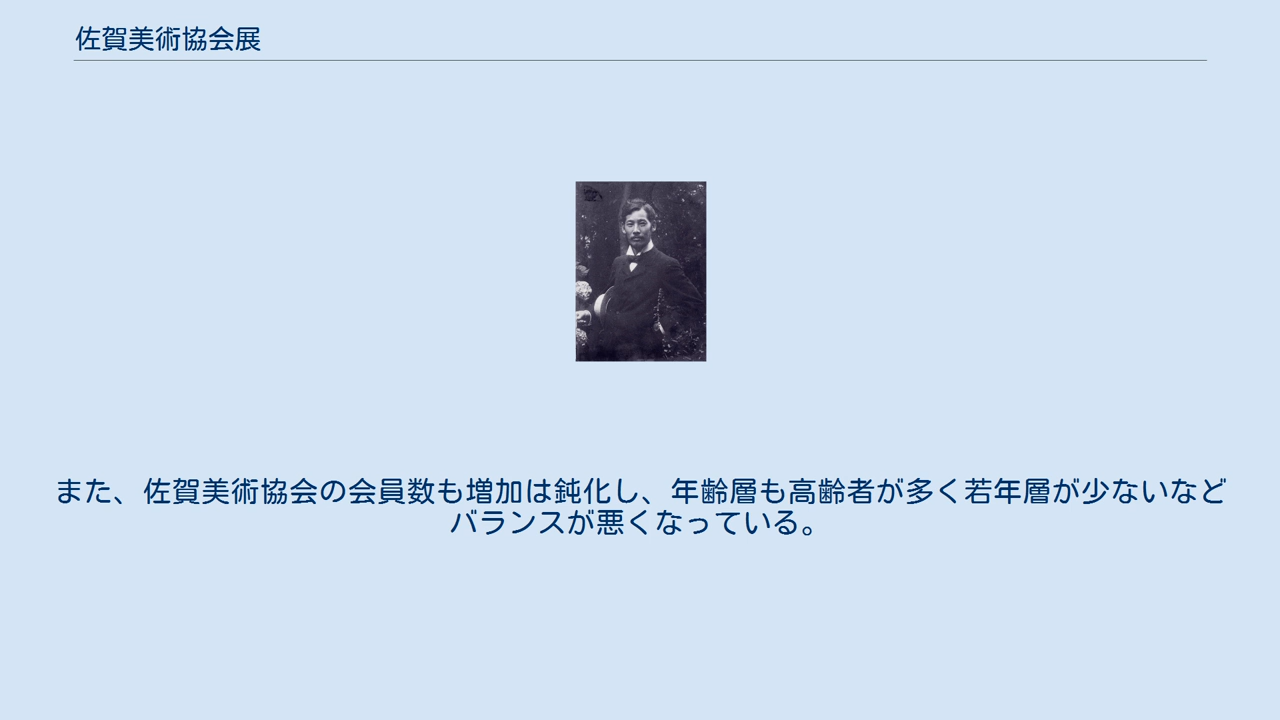 佐賀美術協会展
また、佐賀美術協会の会員数も増加は鈍化し、年齢層も高齢者が多く若年層が少ないなど
バランスが悪くなっている。